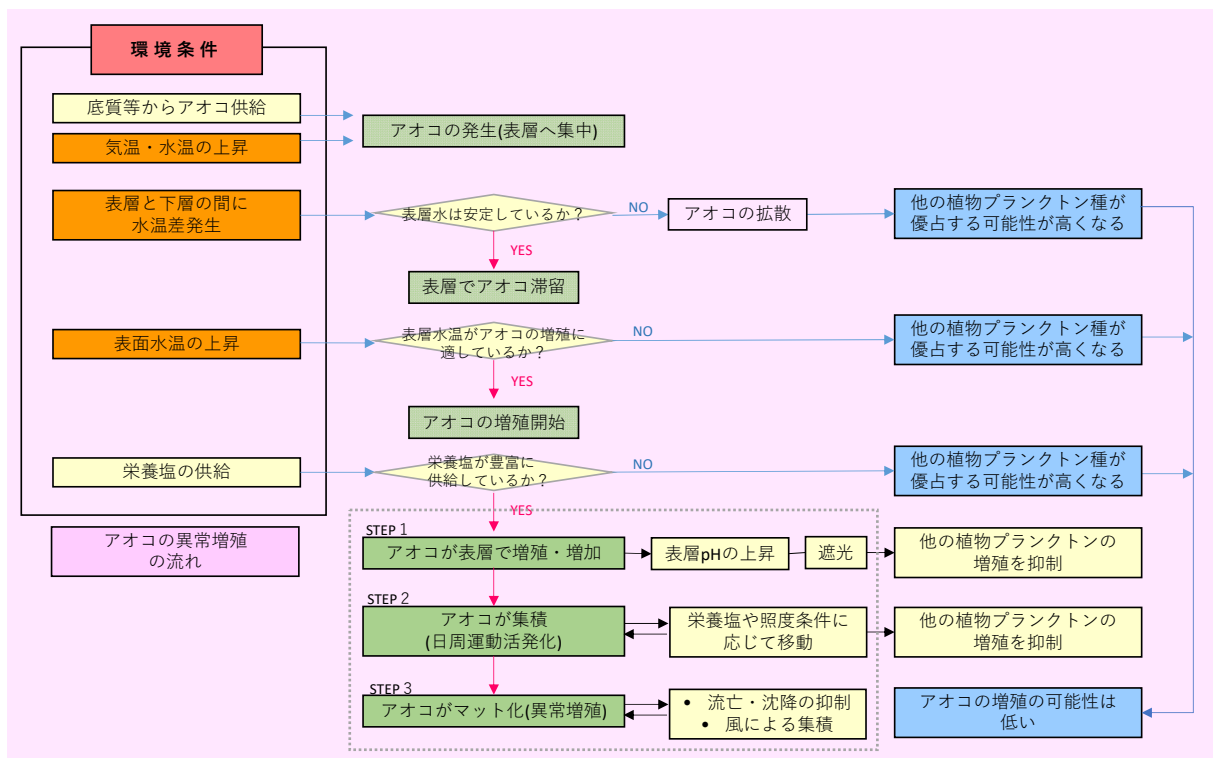 環境条件
底質等からアオコ供給
アオコの発生(表層へ集中)
気温・水温の上昇
表層と下層の間に
水温差発生
表層水は安定しているか？
NO
アオコの拡散
他の植物プランクトン種が
優占する可能性が高くなる
YES
表層でアオコ滞留
表面水温の上昇
表層水温がアオコの増殖に
適しているか？
NO
他の植物プランクトン種が
優占する可能性が高くなる
YES
アオコの増殖開始
栄養塩の供給
栄養塩が豊富に
供給しているか？
NO
他の植物プランクトン種が
優占する可能性が高くなる
YES
アオコの異常増殖
の流れ
STEP 1
アオコが表層で増殖・増加
表層pHの上昇
遮光
他の植物プランクトンの
増殖を抑制
STEP 2
アオコが集積
(日周運動活発化)
栄養塩や照度条件に
応じて移動
他の植物プランクトンの
増殖を抑制
STEP 3
アオコがマット化(異常増殖)
• 流亡・沈降の抑制
• 風による集積
アオコの増殖の可能性は
低い